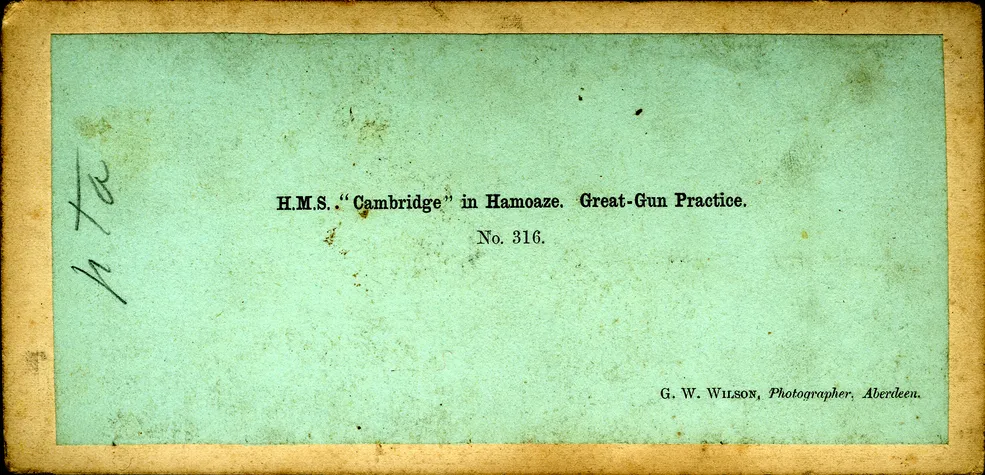 H.M.S. "Cambridge" in Hamoaze. Great-Gun Practice.
No. 316.
G. W. WILSON, Photographer, Aberdeen.